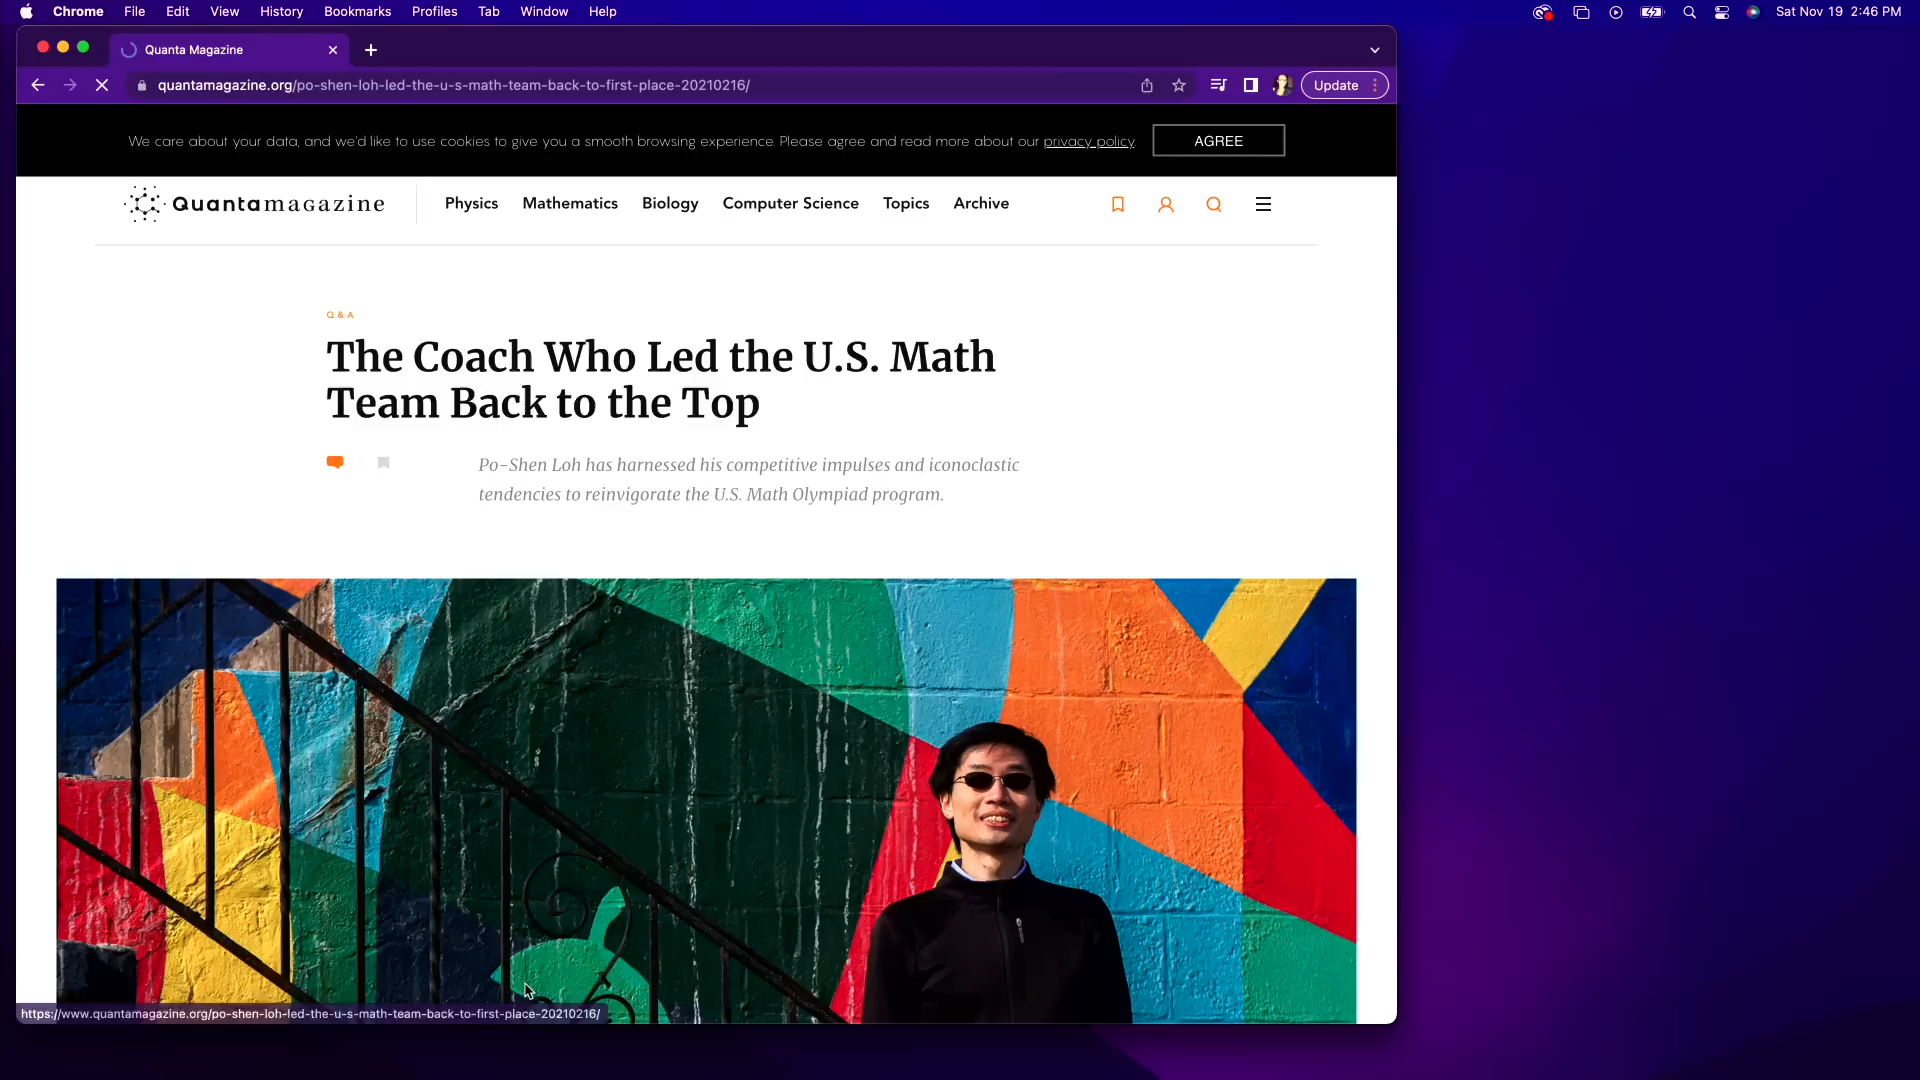 Chrome File Edit View History Bookmarks Profiles Tab Window Help Sat Nov 19 2:46 PM
Quanta Magazine
quantamagazine.org/po-shen-loh-led-the-u-s-math-team-back-to-first-place-20210216/ Update
We care about your data, and we'd like to use cookies to give you a smooth browsing experience. Please agree and read more about our privacy policy. AGREE
Quantamagazine Physics Mathematics Biology Computer Science Topics Archive
Q & A
The Coach Who Led the U.S. Math
Team Back to the Top
Po-Shen Loh has harnessed his competitive impulses and iconoclastic
tendencies to reinvigorate the U.S. Math Olympiad program.
https://www.quantamagazine.org/po-shen-loh-led-the-u-s-math-team-back-to-first-place-20210216/